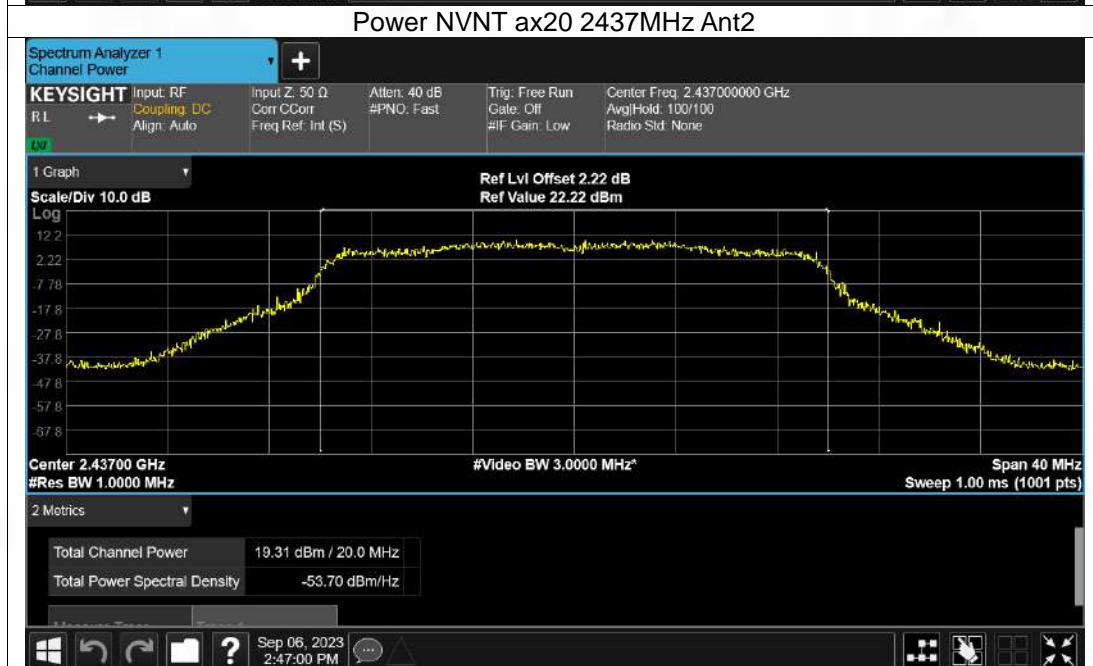 Power NVNT ax20 2437MHz Ant2
Spectrum Analyzer 1
Channel Power
+
KEYSIGHT Input: RF Input Z: 50 Ω Atten: 40 dB Trig: Free Run Center Freq: 2.437000000 GHz
RL Coupling: DC Corr CCorr #PNO: Fast Gate: Off Avg|Hold: 100/100
Align: Auto Freq Ref: Int (S) #IF Gain: Low Radio Std: None
LXI
1 Graph
Ref Lvl Offset 2.22 dB
Scale/Div 10.0 dB Ref Value 22.22 dBm
Log
12.2
2.22
-7.78
-17.8
-27.8
-37.8
-47.8
-57.8
-67.8
Center 2.43700 GHz #Video BW 3.0000 MHz* Span 40 MHz
#Res BW 1.0000 MHz Sweep 1.00 ms (1001 pts)
2 Metrics
Total Channel Power 19.31 dBm / 20.0 MHz
Total Power Spectral Density -53.70 dBm/Hz
? Sep 06, 2023
2:47:00 PM